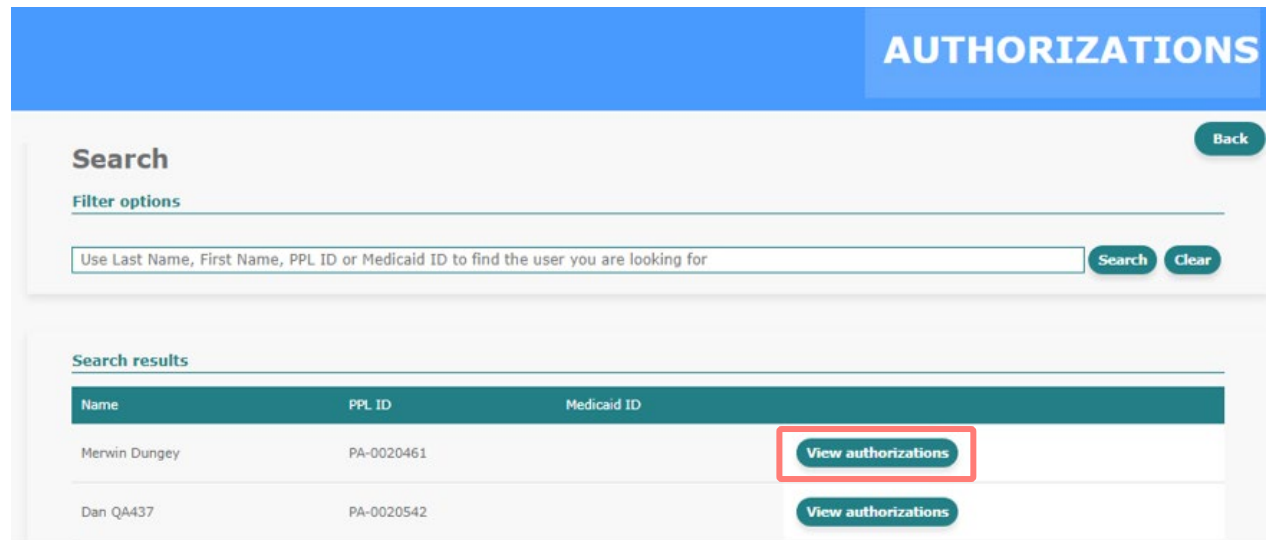 AUTHORIZATIONS
Back
Search
Filter options
Use Last Name, First Name, PPL ID or Medicaid ID to find the user you are looking for Search Clear
Search results
Name PPL ID Medicaid ID
Merwin Dungey PA-0020461 View authorizations
Dan QA437 PA-0020542 View authorizations